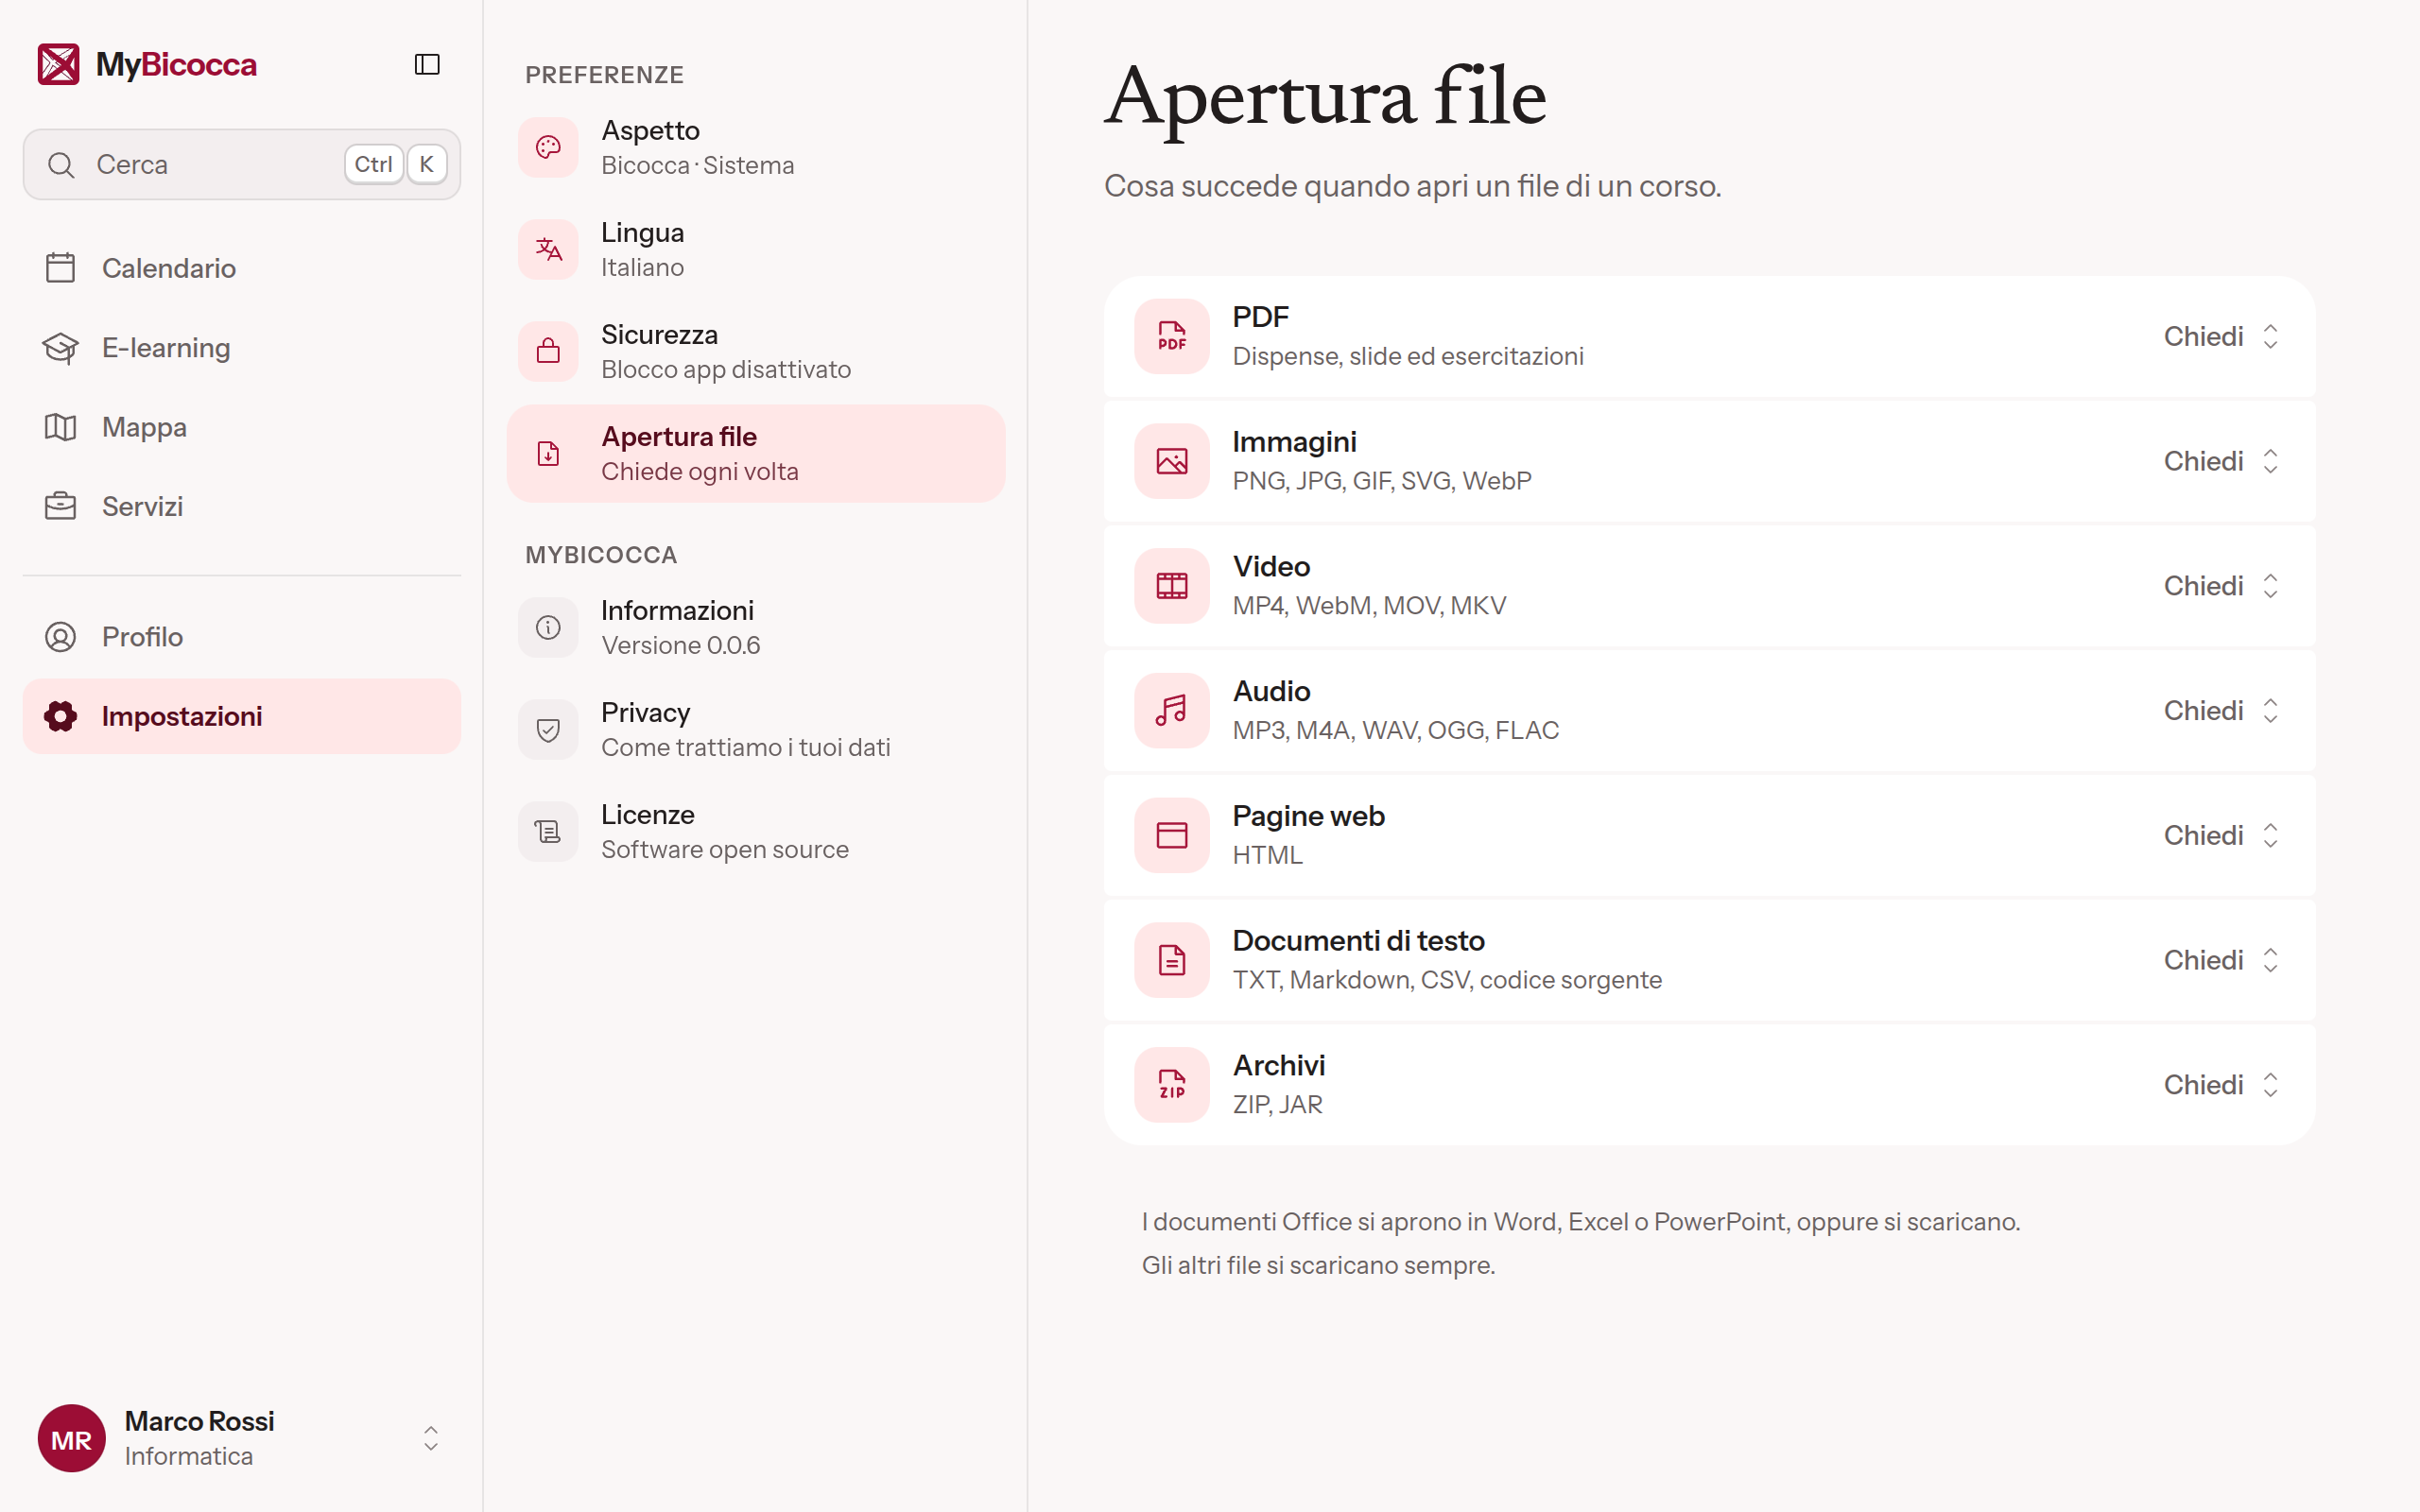 MyBicocca
Cerca
Ctrl K
Calendario
E-learning
Mappa
Servizi
Profilo
Impostazioni
MR
Marco Rossi
Informatica
PREFERENZE
Aspetto
Bicocca · Sistema
Lingua
Italiano
Sicurezza
Blocco app disattivato
Apertura file
Chiede ogni volta
MYBICOCCA
Informazioni
Versione 0.0.6
Privacy
Come trattiamo i tuoi dati
Licenze
Software open source
Apertura file
Cosa succede quando apri un file di un corso.
PDF
PDF
Dispense, slide ed esercitazioni
Chiedi
Immagini
PNG, JPG, GIF, SVG, WebP
Chiedi
Video
MP4, WebM, MOV, MKV
Chiedi
Audio
MP3, M4A, WAV, OGG, FLAC
Chiedi
Pagine web
HTML
Chiedi
Documenti di testo
TXT, Markdown, CSV, codice sorgente
Chiedi
ZIP
Archivi
ZIP, JAR
Chiedi
I documenti Office si aprono in Word, Excel o PowerPoint, oppure si scaricano.
Gli altri file si scaricano sempre.